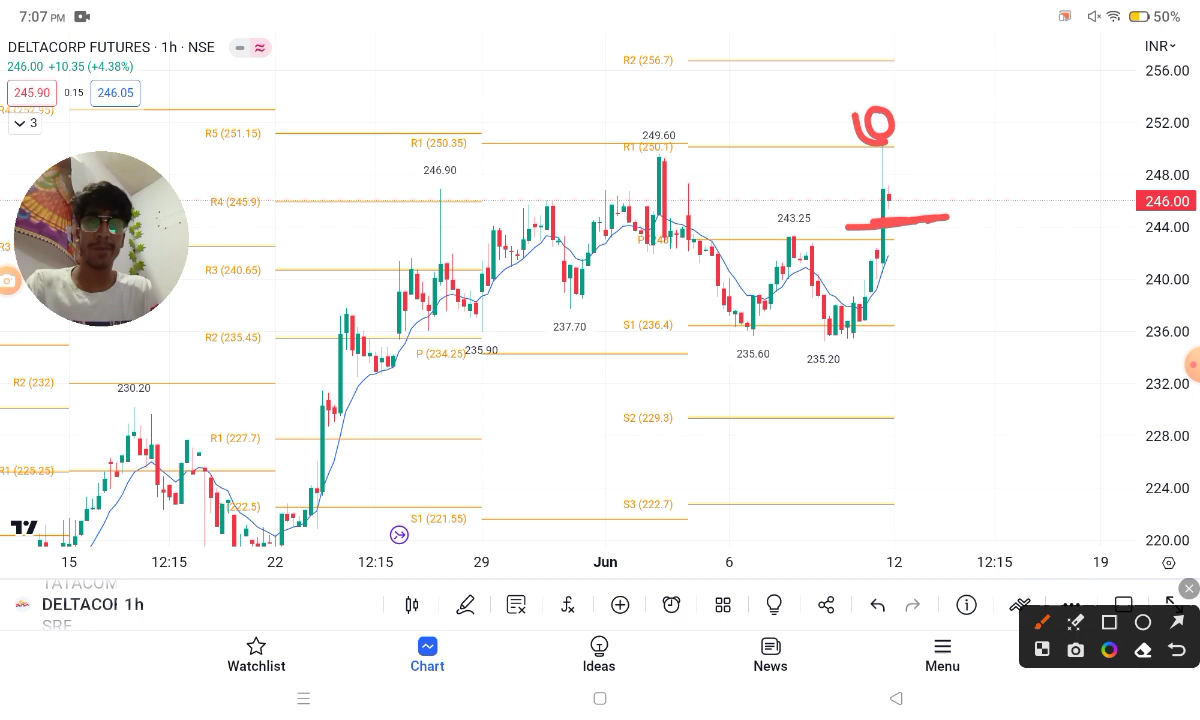 7:07 PM
50%
DELTACORP FUTURES · 1h · NSE
INR
246.00 +10.35 (+4.38%)
245.90 0.15 246.05
3
R2 (256.7)
256.00
252.00
248.00
246.00
244.00
240.00
236.00
232.00
228.00
224.00
220.00
R5 (251.15)
R1 (250.35)
249.60
R1 (250.1)
246.90
R4 (245.9)
243.25
R3
R3 (240.65)
S1 (236.4)
237.70
R2 (235.45)
P (234.25)
235.90
235.60
235.20
R2 (232)
230.20
S2 (229.3)
R1 (227.7)
R1 (225.25)
S3 (222.7)
S1 (221.55)
15 12:15 22 12:15 29 Jun 6 12 12:15 19
TATACOM
DELTACOI 1h
SRF
Watchlist Chart Ideas News Menu